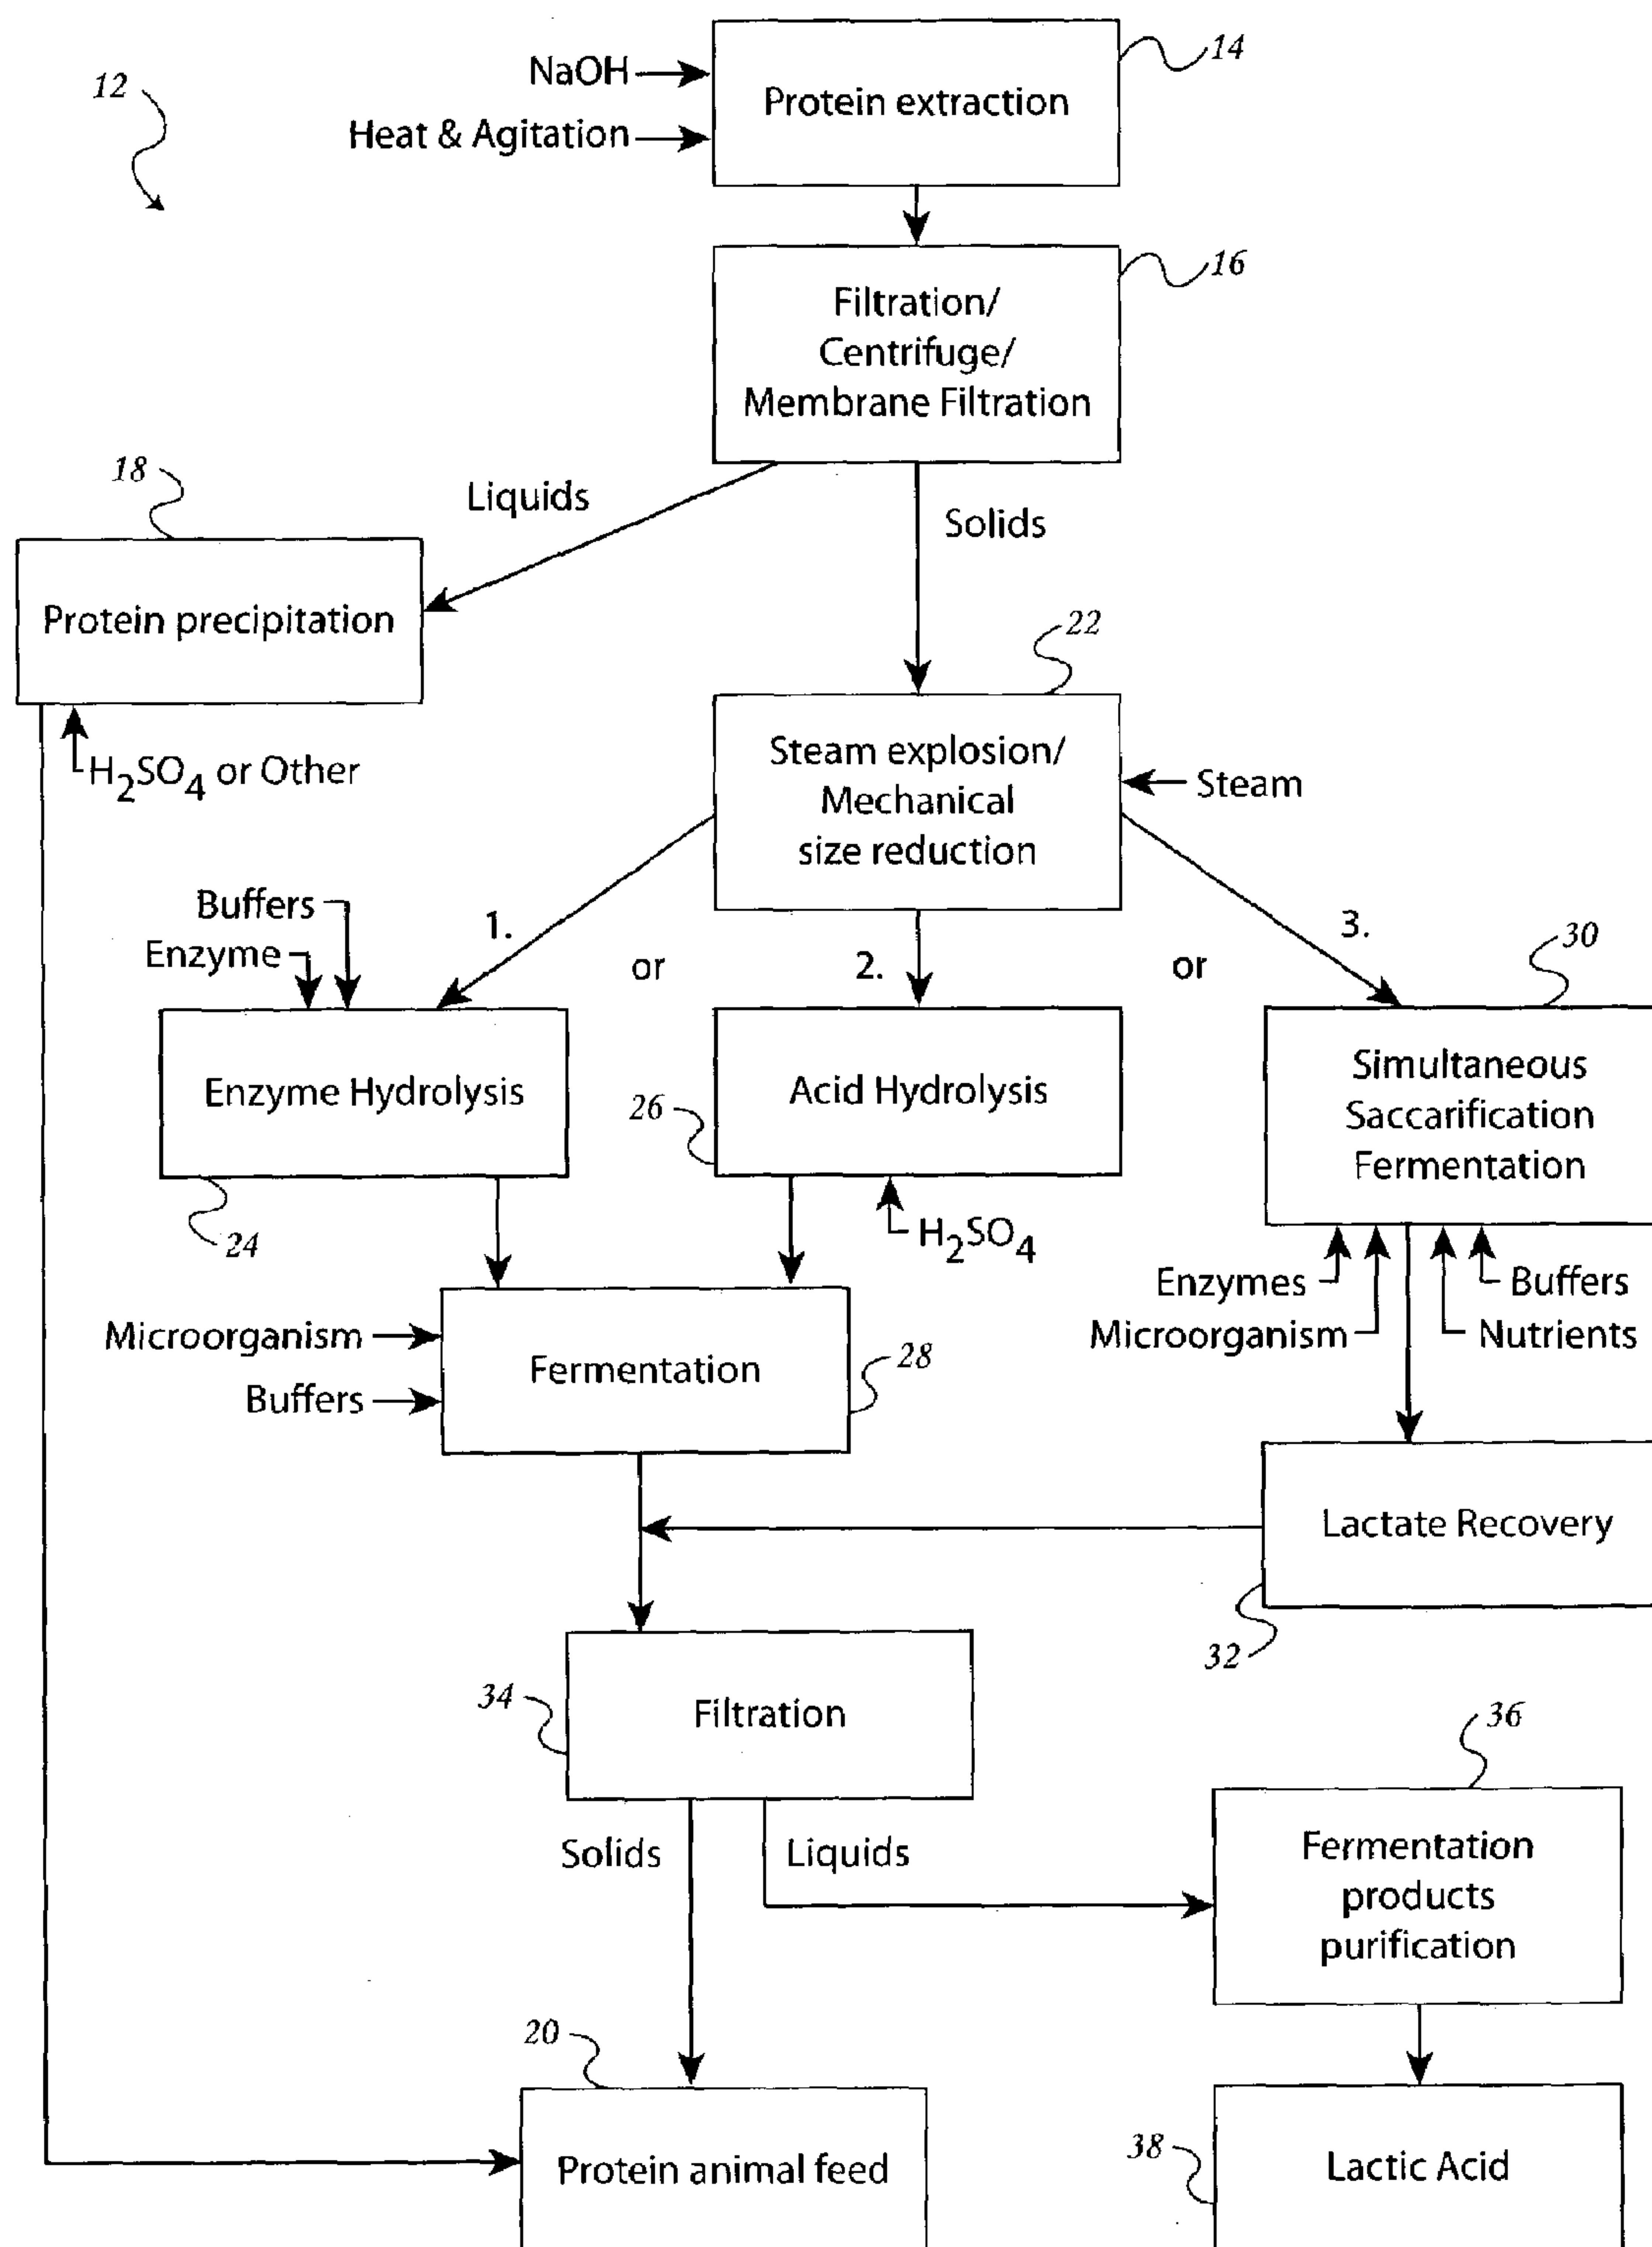 12
NaOH
Heat & Agitation
Protein extraction
14
Filtration/
Centrifuge/
Membrane Filtration
16
Liquids
Solids
18
Protein precipitation
H2SO4 or Other
22
Steam explosion/
Mechanical
size reduction
Steam
Buffers
Enzyme
1.
or
2.
or
3.
30
Enzyme Hydrolysis
24
Acid Hydrolysis
26
H2SO4
Simultaneous
Saccarification
Fermentation
Enzymes
Microorganism
Buffers
Nutrients
Microorganism
Buffers
Fermentation
28
Lactate Recovery
32
Filtration
34
Solids
Liquids
36
Fermentation
products
purification
20
Protein animal feed
38
Lactic Acid